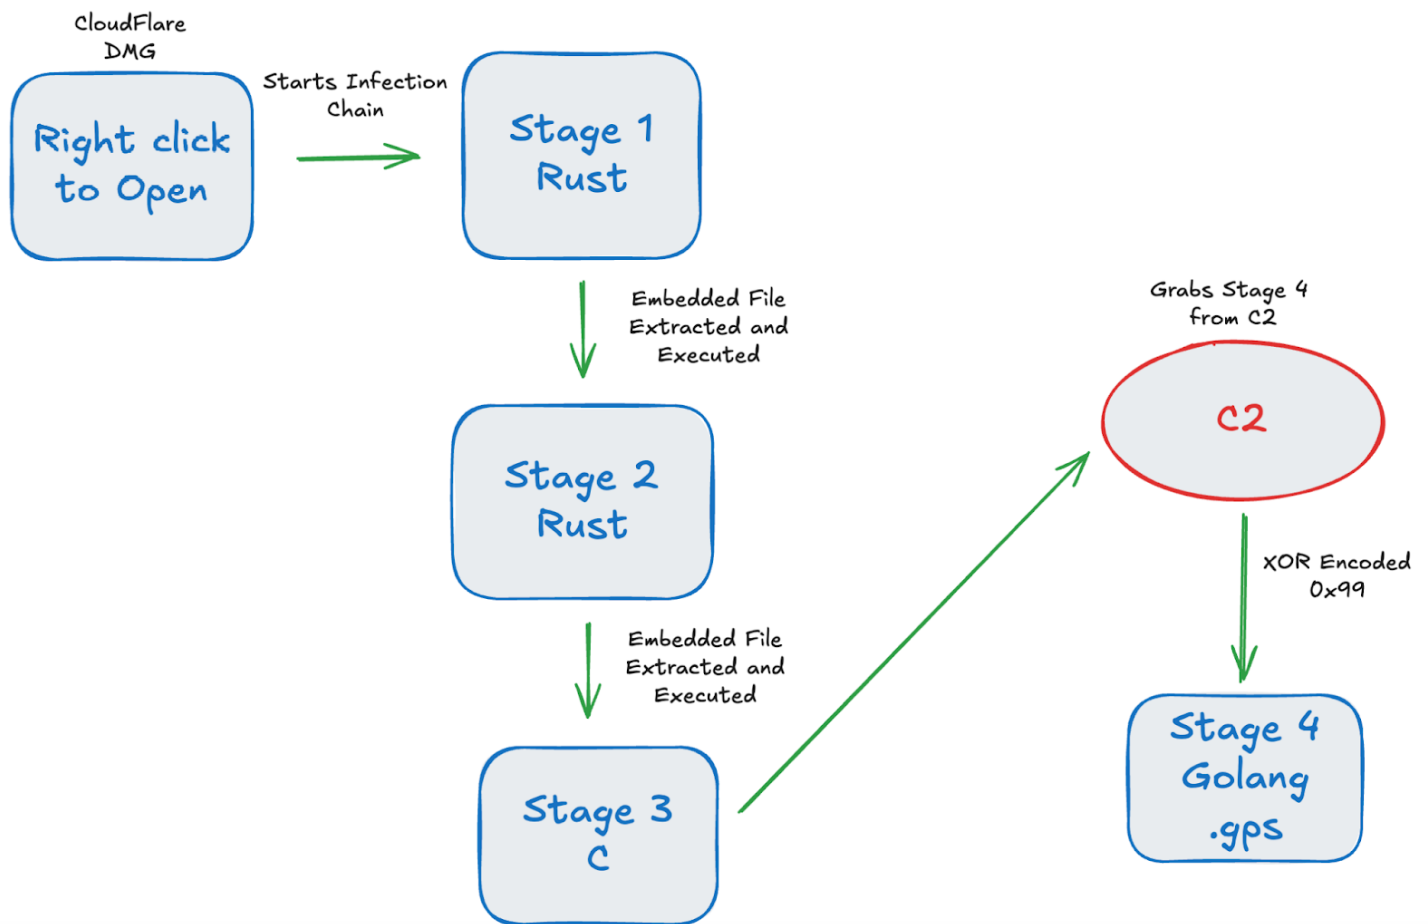 CloudFlare
DMG
Right click
to Open
Starts Infection
Chain
Stage 1
Rust
Embedded File
Extracted and
Executed
Stage 2
Rust
Embedded File
Extracted and
Executed
Stage 3
C
Grabs Stage 4
from C2
C2
XOR Encoded
0x99
Stage 4
Golang
.gps